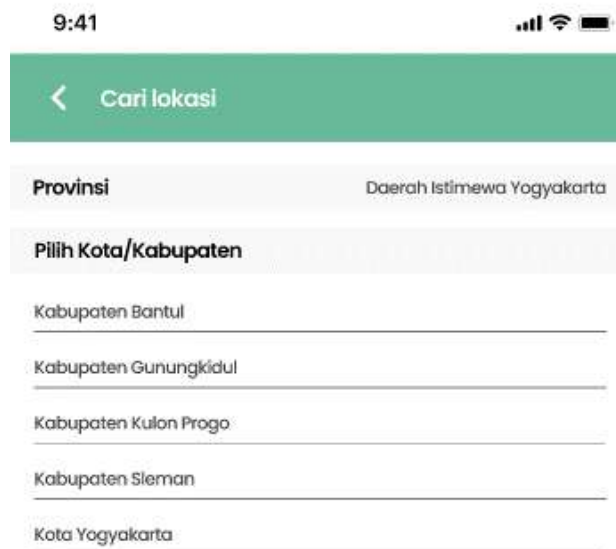 9:41
Cari lokasi
Provinsi Daerah Istimewa Yogyakarta
Pilih Kota/Kabupaten
Kabupaten Bantul
Kabupaten Gunungkidul
Kabupaten Kulon Progo
Kabupaten Sleman
Kota Yogyakarta